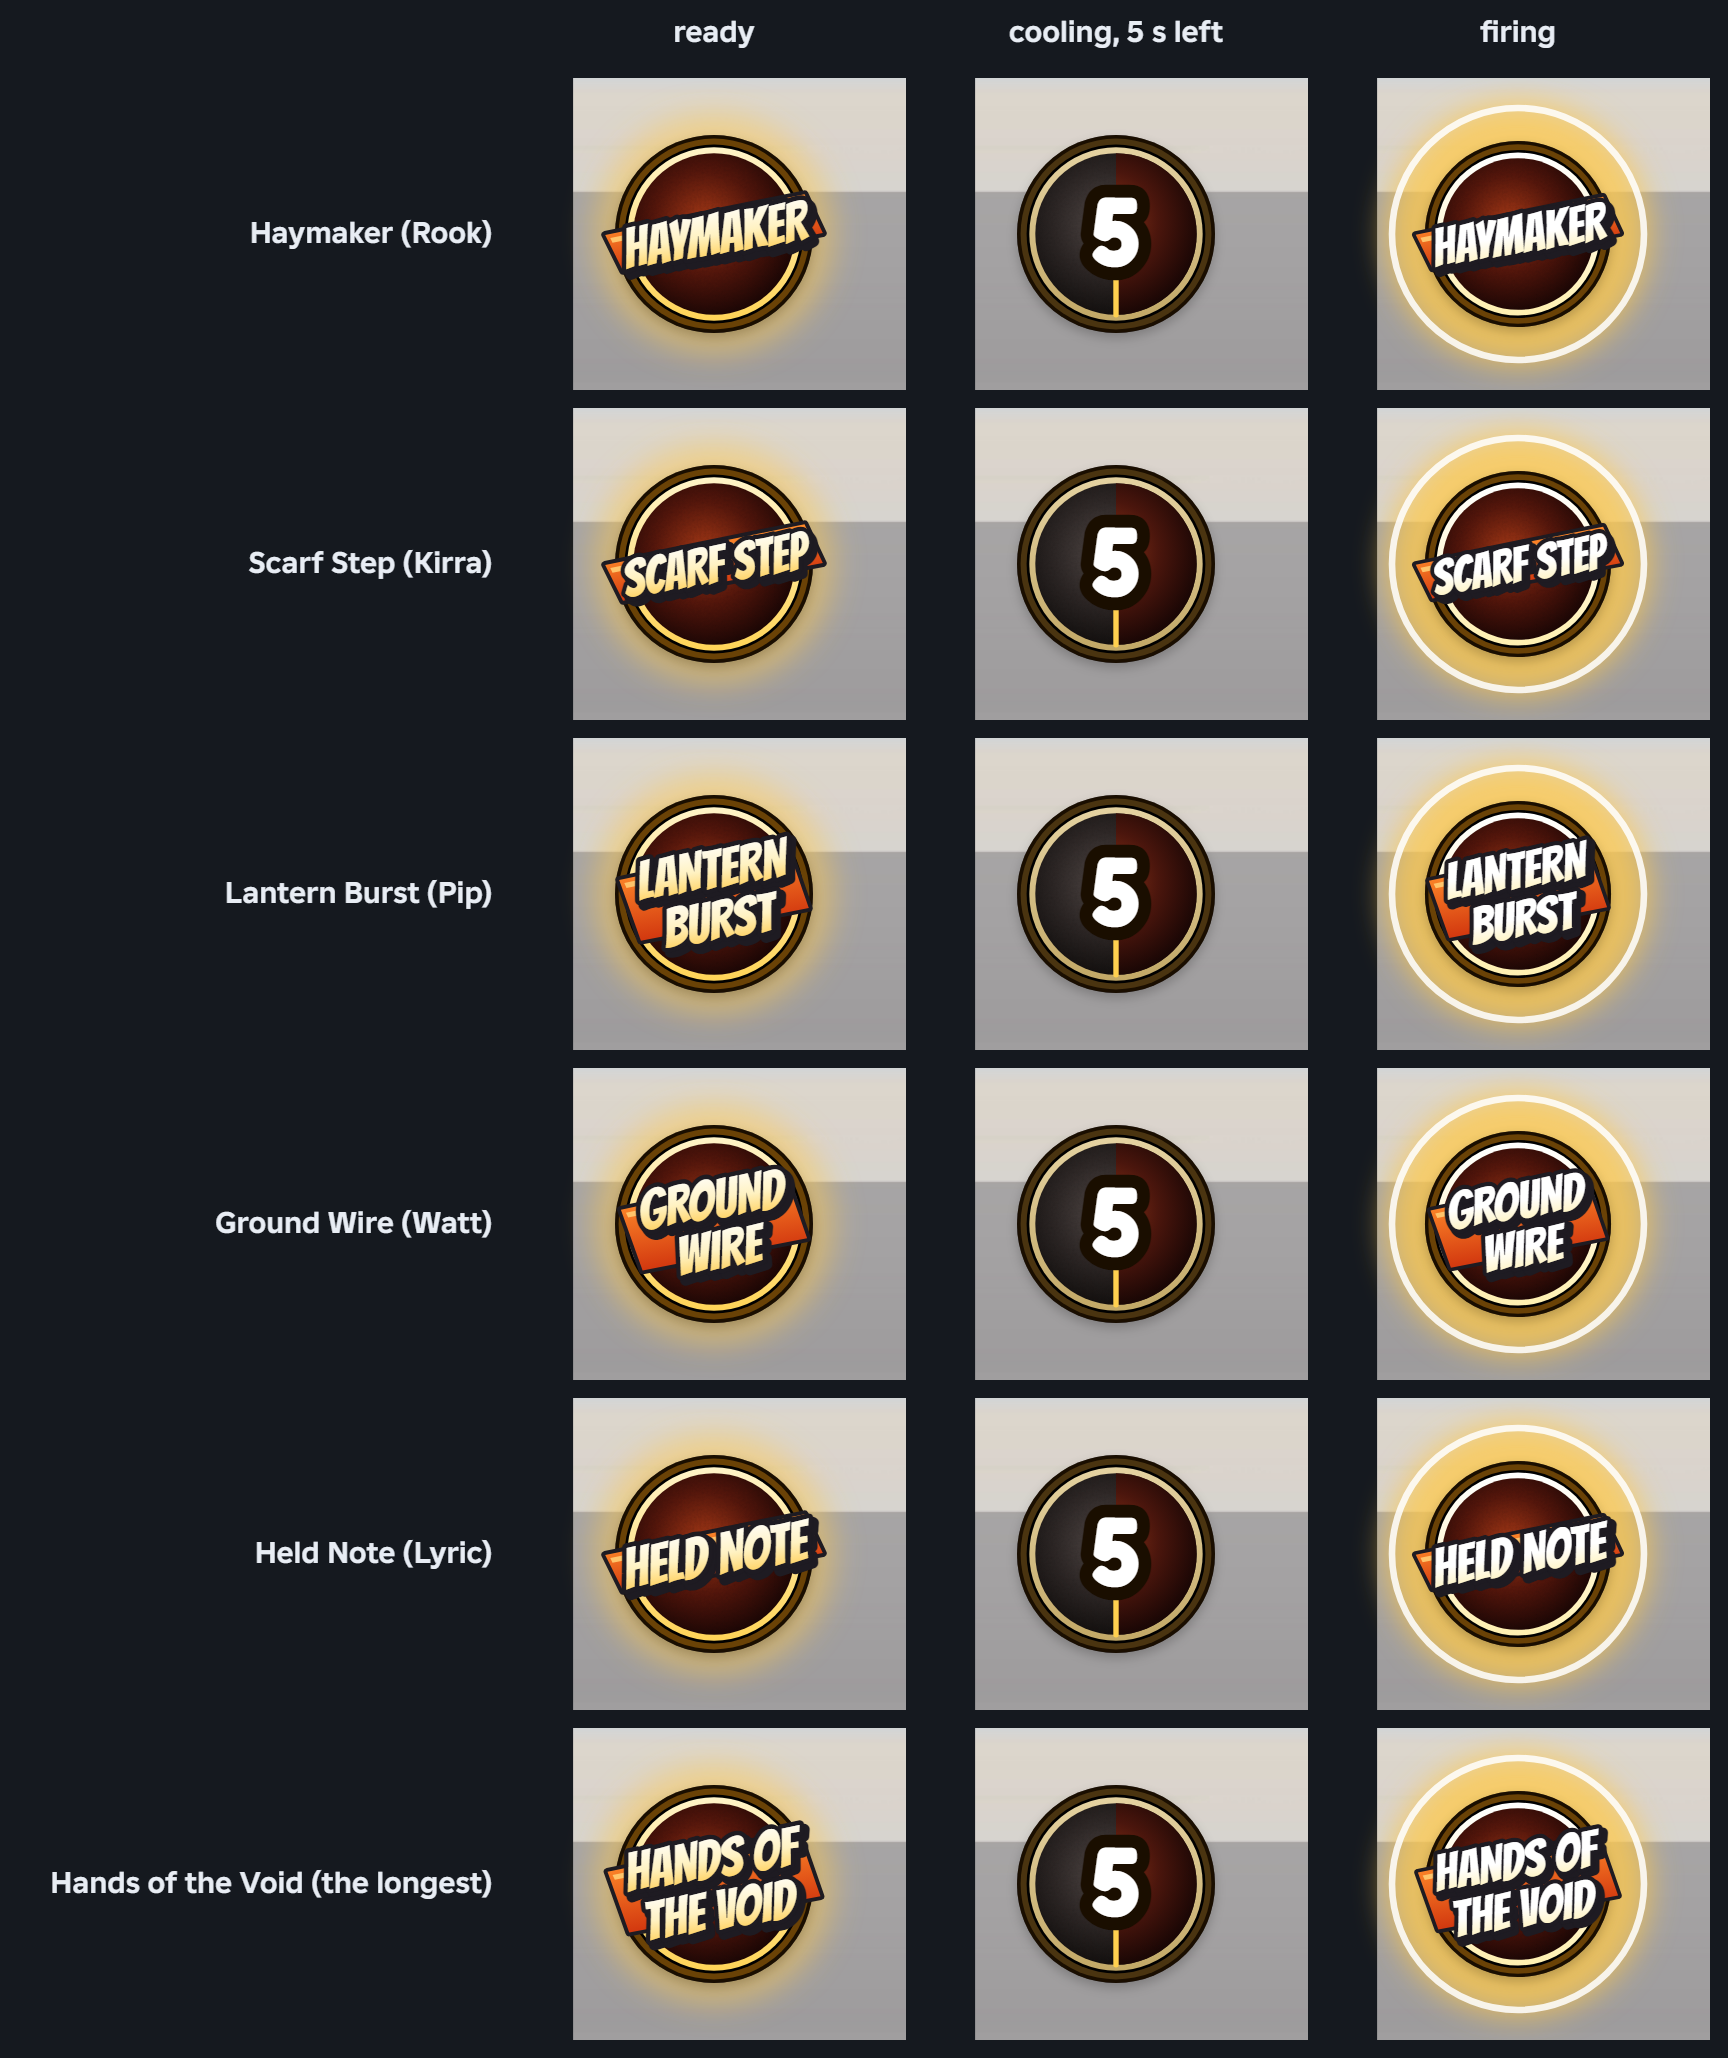 ready cooling, 5 s left firing
Haymaker (Rook) HAYMAKER 5 HAYMAKER
Scarf Step (Kirra) SCARF STEP 5 SCARF STEP
Lantern Burst (Pip) LANTERN BURST 5 LANTERN BURST
Ground Wire (Watt) GROUND WIRE 5 GROUND WIRE
Held Note (Lyric) HELD NOTE 5 HELD NOTE
Hands of the Void (the longest) HANDS OF THE VOID 5 HANDS OF THE VOID